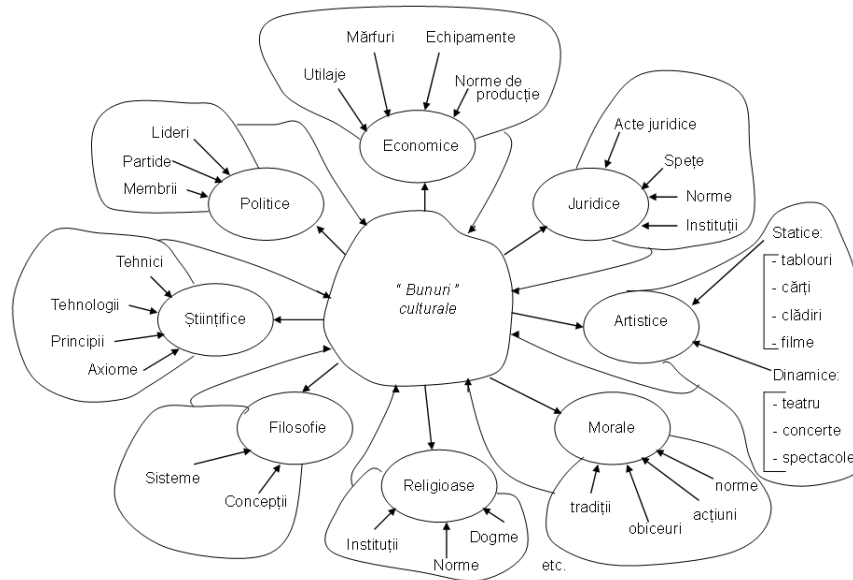 Mărfuri
Echipamente
Utilaje
Norme de
producție
Economice
Lideri
Partide
Membrii
Politice
Acte juridice
Spețe
Norme
Instituții
Juridice
Tehnici
Tehnologii
Principii
Axiome
Științifice
“ Bunuri ”
culturale
Artistice
Statice:
- tablouri
- cărți
- clădiri
- filme
Dinamice:
- teatru
- concerte
- spectacole
Filosofie
Sisteme
Concepții
Religioase
Instituții
Norme
Dogme
Morale
tradiții
obiceuri
acțiuni
norme
etc.